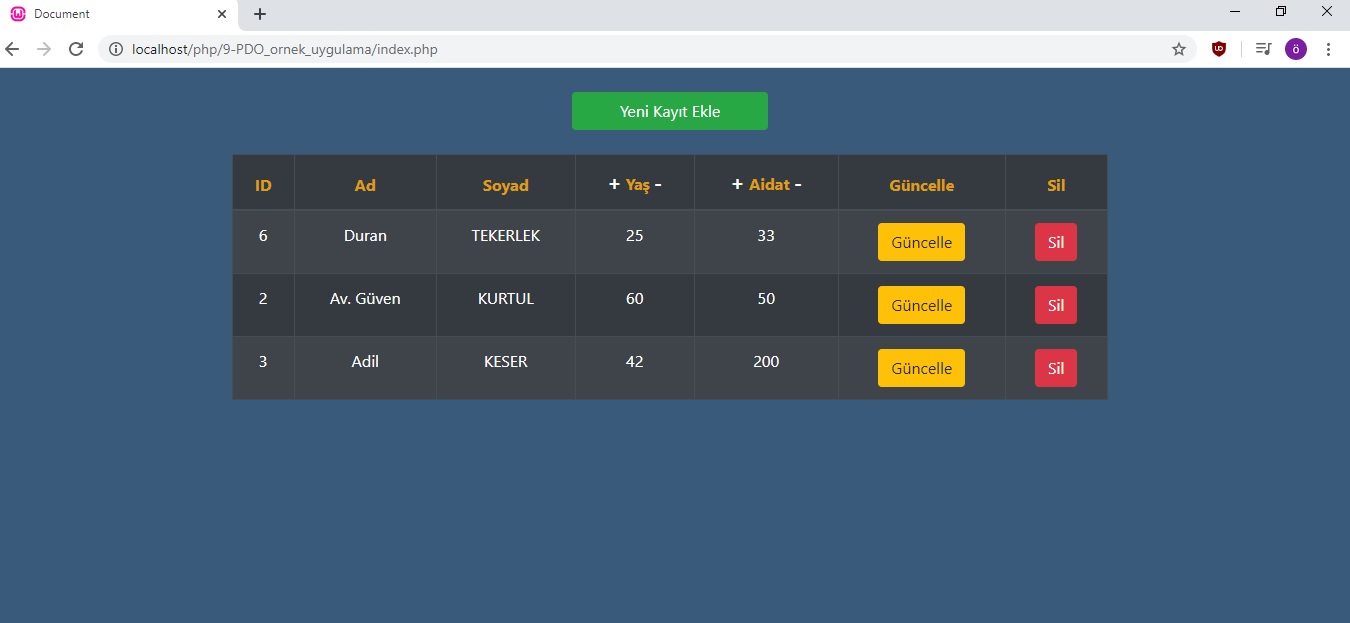 Document
localhost/php/9-PDO_ornek_uygulama/index.php
ö
Yeni Kayıt Ekle
ID Ad Soyad + Yaş - + Aidat - Güncelle Sil
6 Duran TEKERLEK 25 33 Güncelle Sil
2 Av. Güven KURTUL 60 50 Güncelle Sil
3 Adil KESER 42 200 Güncelle Sil